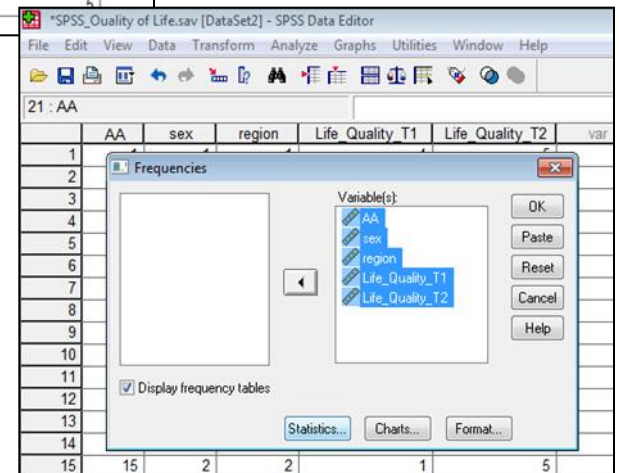 *SPSS_Ouality of Life.sav [DataSet2] - SPSS Data Editor
File Edit View Data Transform Analyze Graphs Utilities Window Help
21 : AA
AA sex region Life_Quality_T1 Life_Quality_T2 var
1
2
3
4
5
6
7
8
9
10
11
12
13
14
15 15 2 2 1 5
Frequencies
Variable(s):
AA
sex
region
Life_Quality_T1
Life_Quality_T2
OK
Paste
Reset
Cancel
Help
Display frequency tables
Statistics... Charts... Format...